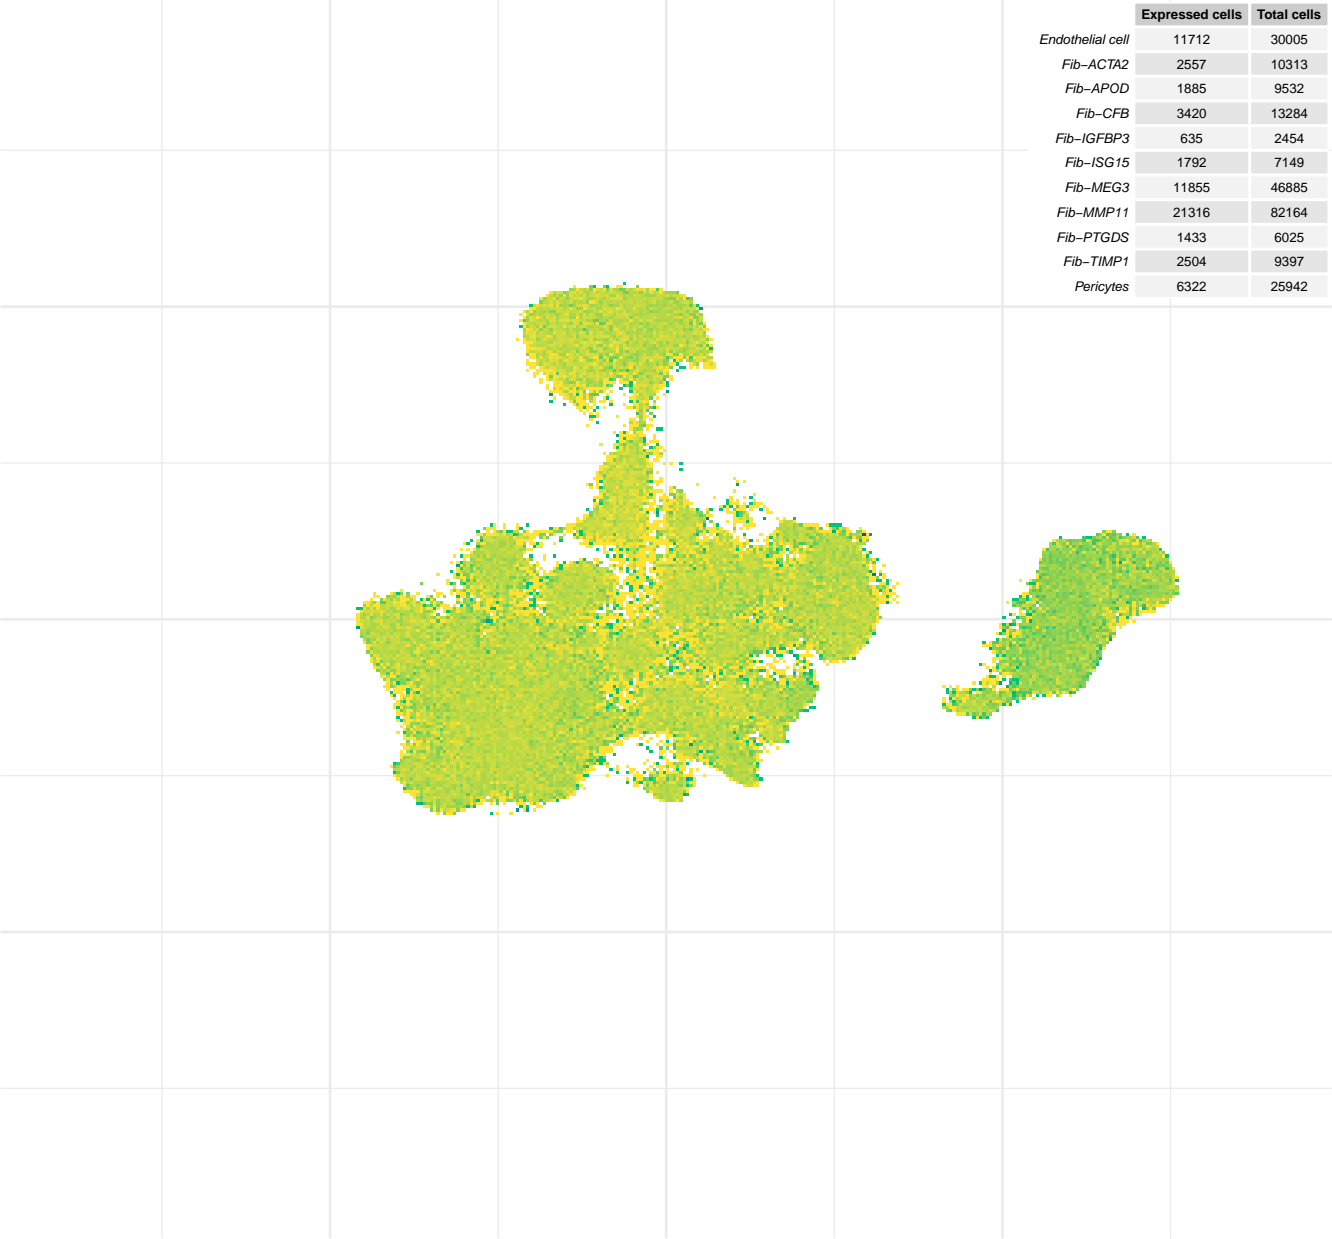 Expressed cells Total cells
Endothelial cell 11712 30005
Fib−ACTA2 2557 10313
Fib−APOD 1885 9532
Fib−CFB 3420 13284
Fib−IGFBP3 635 2454
Fib−ISG15 1792 7149
Fib−MEG3 11855 46885
Fib−MMP11 21316 82164
Fib−PTGDS 1433 6025
Fib−TIMP1 2504 9397
Pericytes 6322 25942